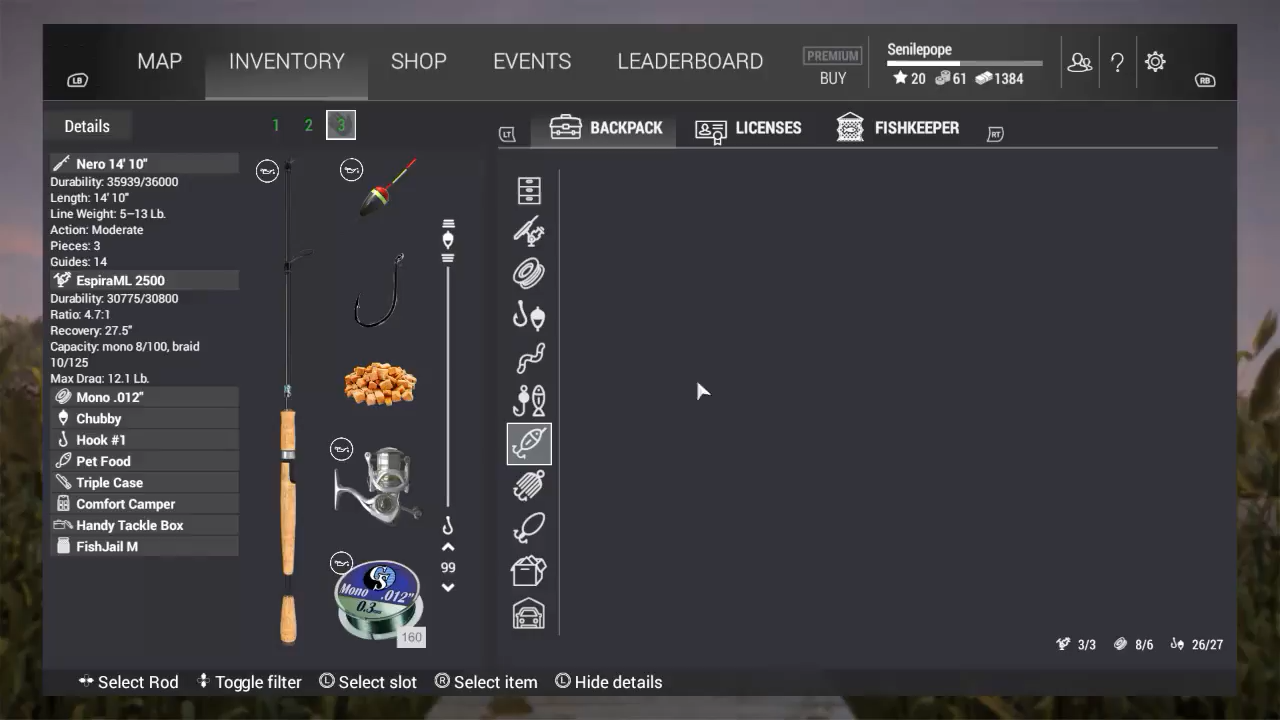 LB
MAP
INVENTORY
SHOP
EVENTS
LEADERBOARD
PREMIUM
BUY
Senilepope
20 61 1384
?
RB
Details
1 2 3
LT
BACKPACK
LICENSES
FISHKEEPER
RT
Nero 14' 10"
Durability: 35939/36000
Length: 14' 10"
Line Weight: 5–13 Lb.
Action: Moderate
Pieces: 3
Guides: 14
EspiraML 2500
Durability: 30775/30800
Ratio: 4.7:1
Recovery: 27.5"
Capacity: mono 8/100, braid
10/125
Max Drag: 12.1 Lb.
Mono .012"
Chubby
Hook #1
Pet Food
Triple Case
Comfort Camper
Handy Tackle Box
FishJail M
99
Mono .012"
0.3mm
160
3/3 8/6 26/27
Select Rod
Toggle filter
L Select slot
R Select item
L Hide details